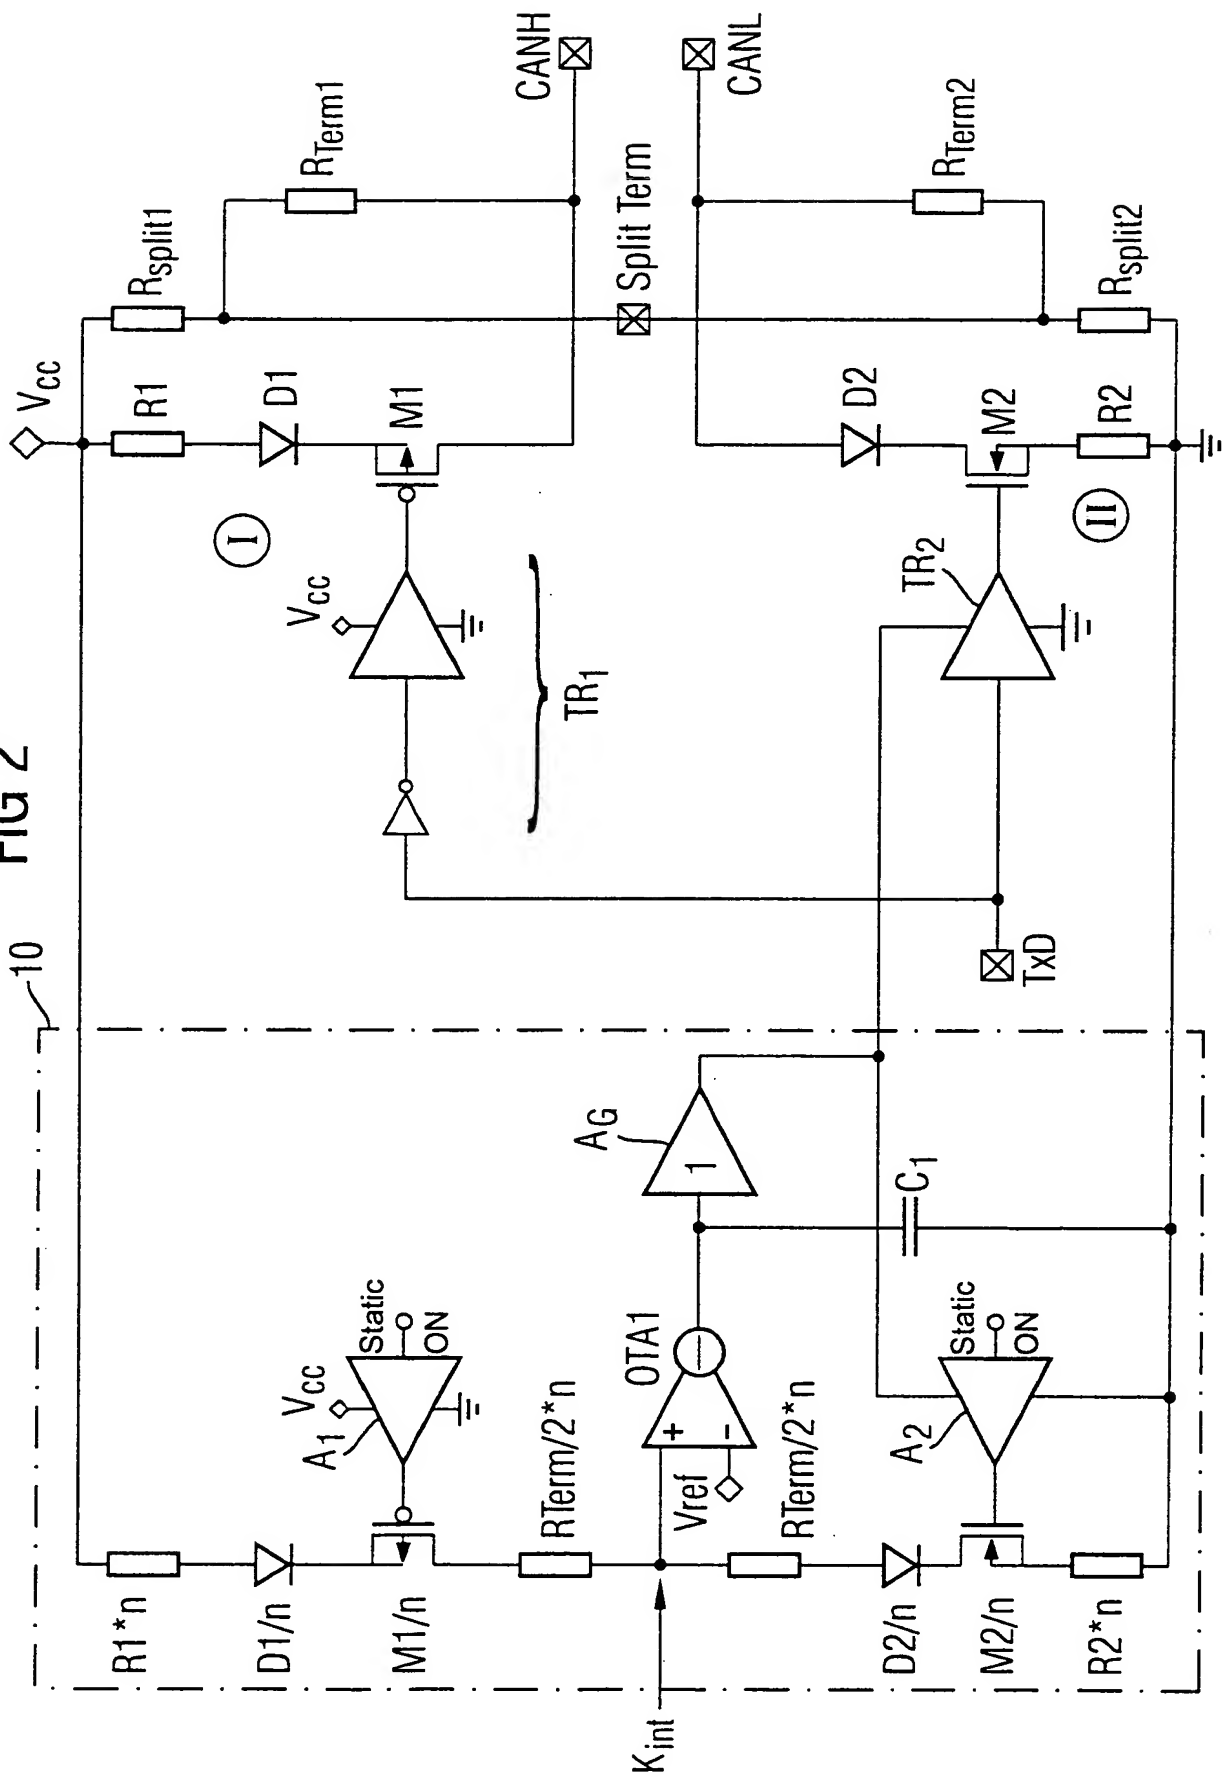 FIG 2
10
VCC
R1
D1
M1
I
VCC
TR1
Rsplit1
RTerm1
CANH
Split Term
CANL
RTerm2
Rsplit2
D2
M2
R2
II
TR2
TxD
AG
1
C1
OTA1
+
-
Vref
Static
ON
VCC
A1
Static
ON
A2
R1*n
D1/n
M1/n
RTerm/2*n
Kint
RTerm/2*n
D2/n
M2/n
R2*n